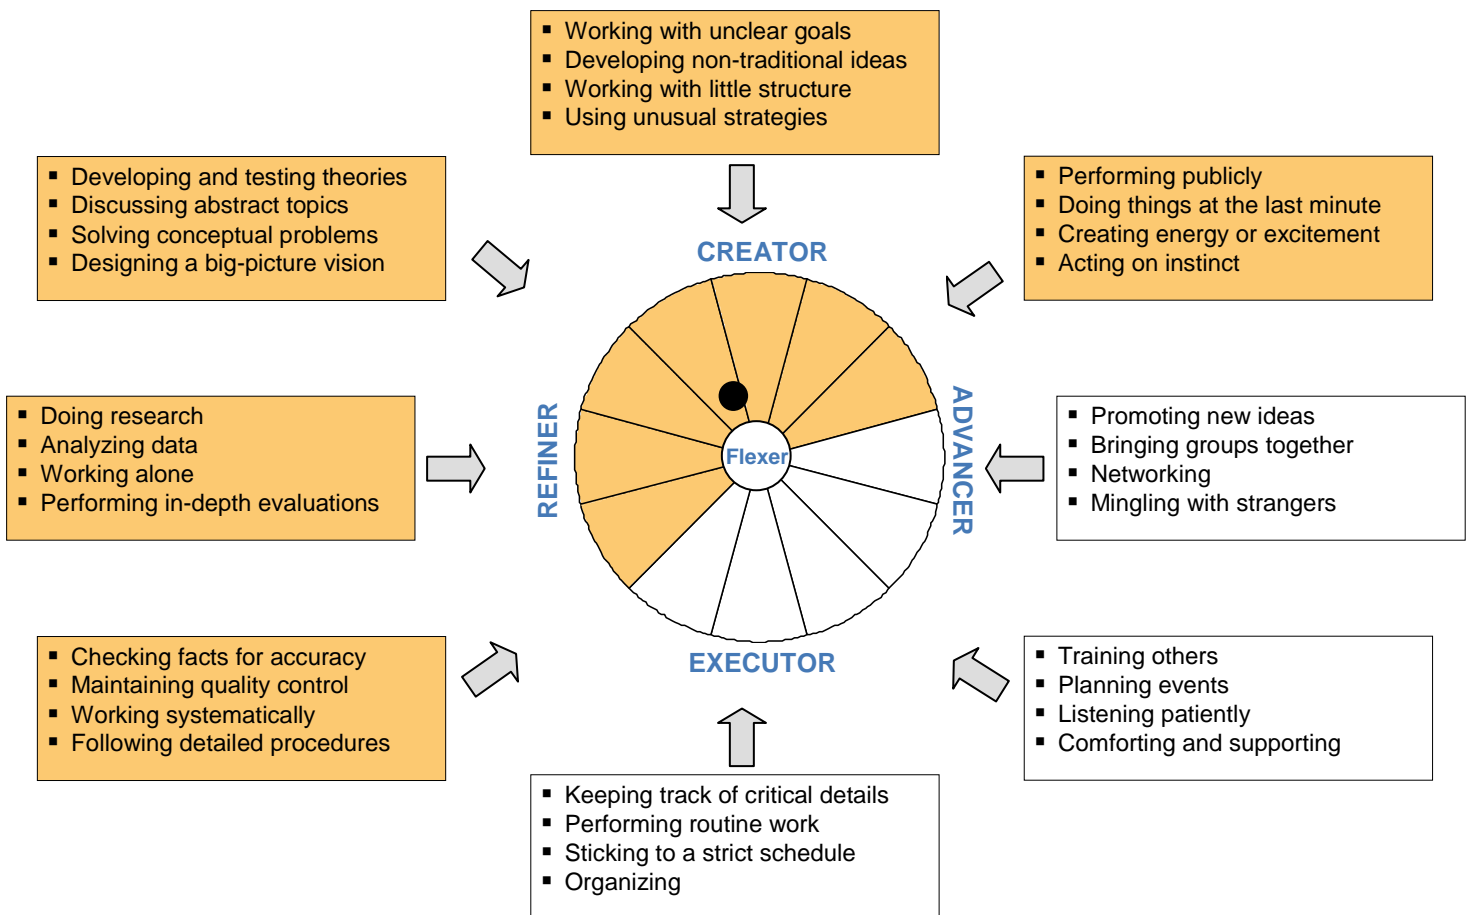 ▪ Working with unclear goals
▪ Developing non-traditional ideas
▪ Working with little structure
▪ Using unusual strategies
▪ Developing and testing theories
▪ Discussing abstract topics
▪ Solving conceptual problems
▪ Designing a big-picture vision
▪ Performing publicly
▪ Doing things at the last minute
▪ Creating energy or excitement
▪ Acting on instinct
CREATOR
▪ Doing research
▪ Analyzing data
▪ Working alone
▪ Performing in-depth evaluations
REFINER
Flexer
ADVANCER
▪ Promoting new ideas
▪ Bringing groups together
▪ Networking
▪ Mingling with strangers
EXECUTOR
▪ Checking facts for accuracy
▪ Maintaining quality control
▪ Working systematically
▪ Following detailed procedures
▪ Training others
▪ Planning events
▪ Listening patiently
▪ Comforting and supporting
▪ Keeping track of critical details
▪ Performing routine work
▪ Sticking to a strict schedule
▪ Organizing